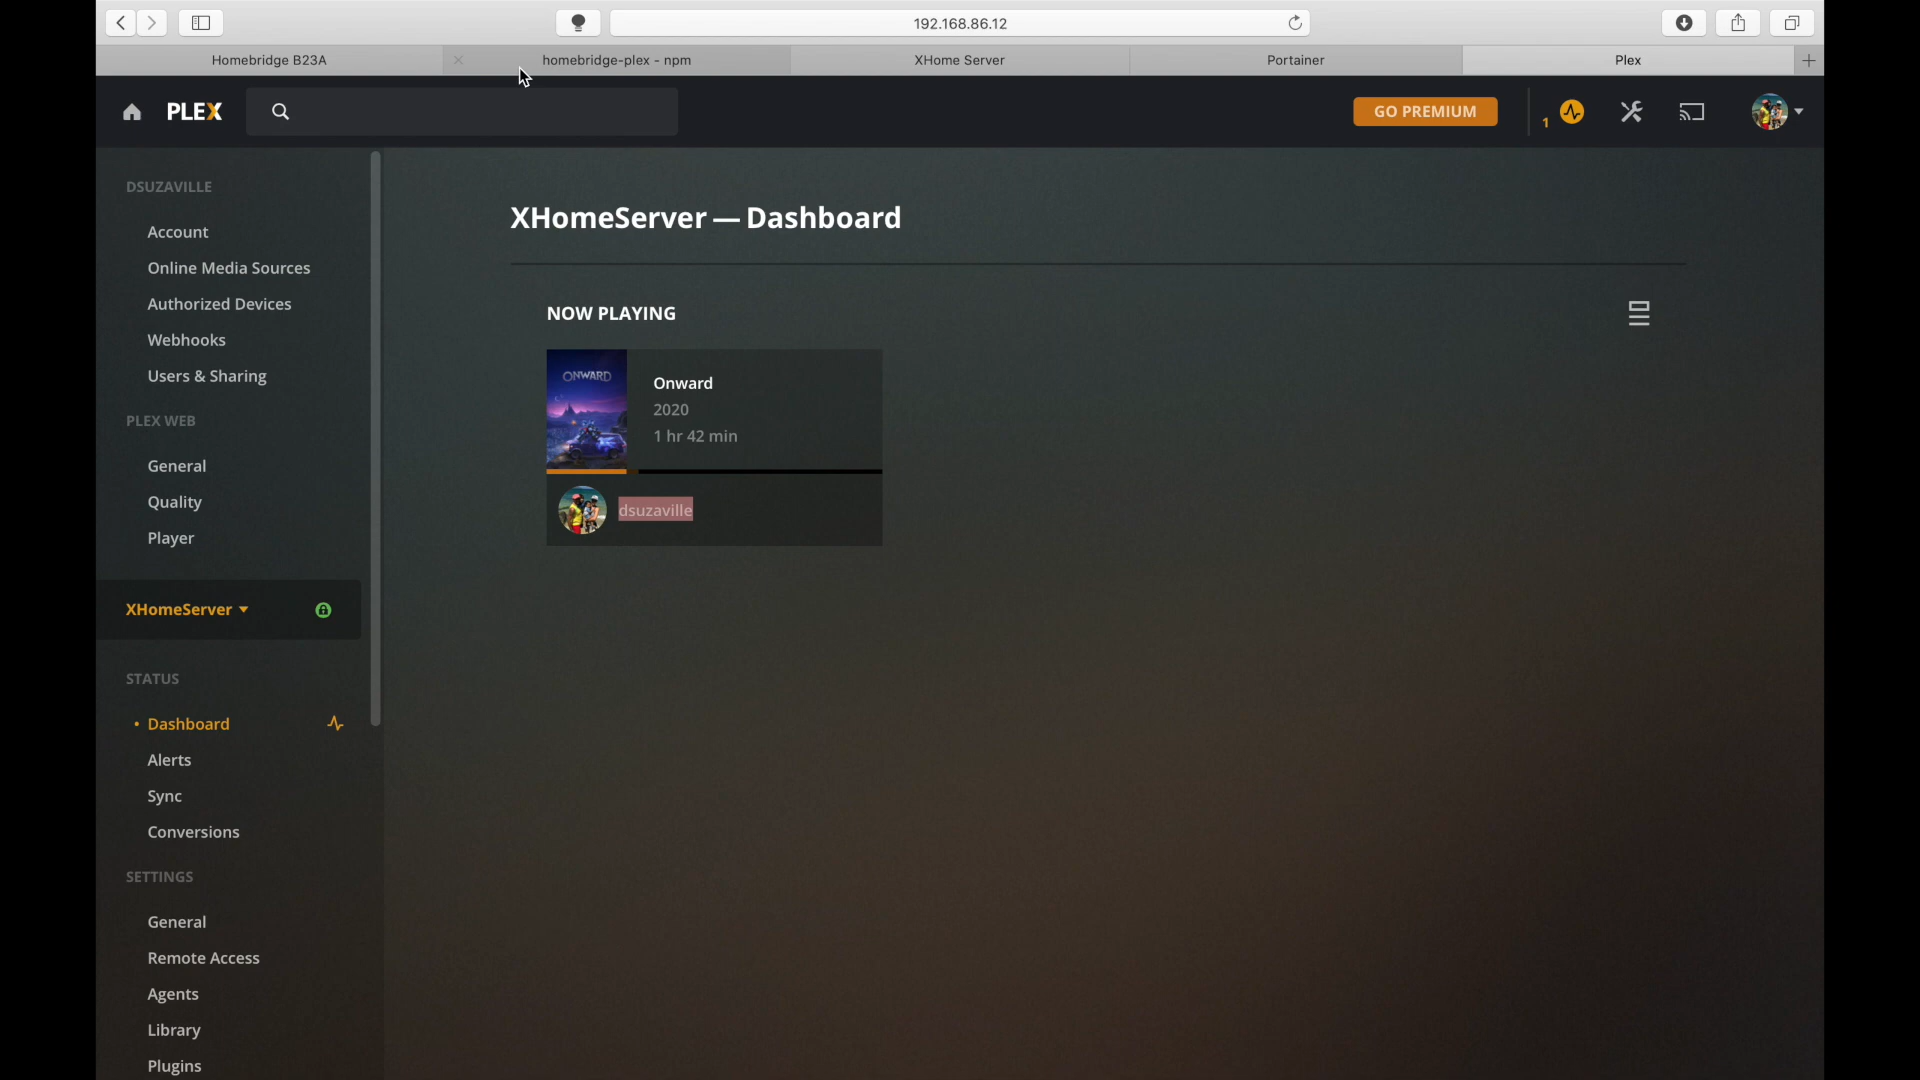 192.168.86.12
Homebridge B23A
homebridge-plex - npm
XHome Server
Portainer
Plex
PLEX
GO PREMIUM
1
DSUZAVILLE
Account
Online Media Sources
Authorized Devices
Webhooks
Users & Sharing
PLEX WEB
General
Quality
Player
XHomeServer
STATUS
Dashboard
Alerts
Sync
Conversions
SETTINGS
General
Remote Access
Agents
Library
Plugins
XHomeServer — Dashboard
NOW PLAYING
ONWARD
Onward
2020
1 hr 42 min
dsuzaville